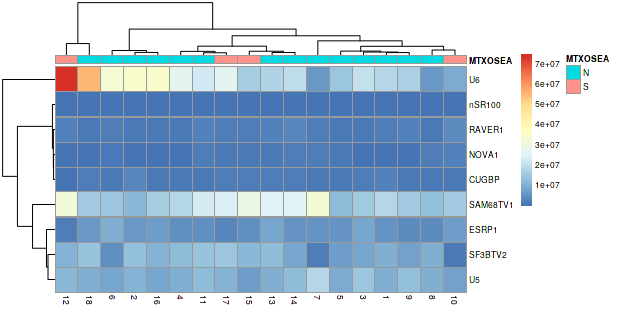 MTXOSEA
U6
nSR100
RAVER1
NOVA1
CUGBP
SAM68TV1
ESRP1
SF3BTV2
U5
12 18 6 2 16 4 11 17 15 13 14 7 5 3 1 9 8 10
7e+07
6e+07
5e+07
4e+07
3e+07
2e+07
1e+07
MTXOSEA
N
S